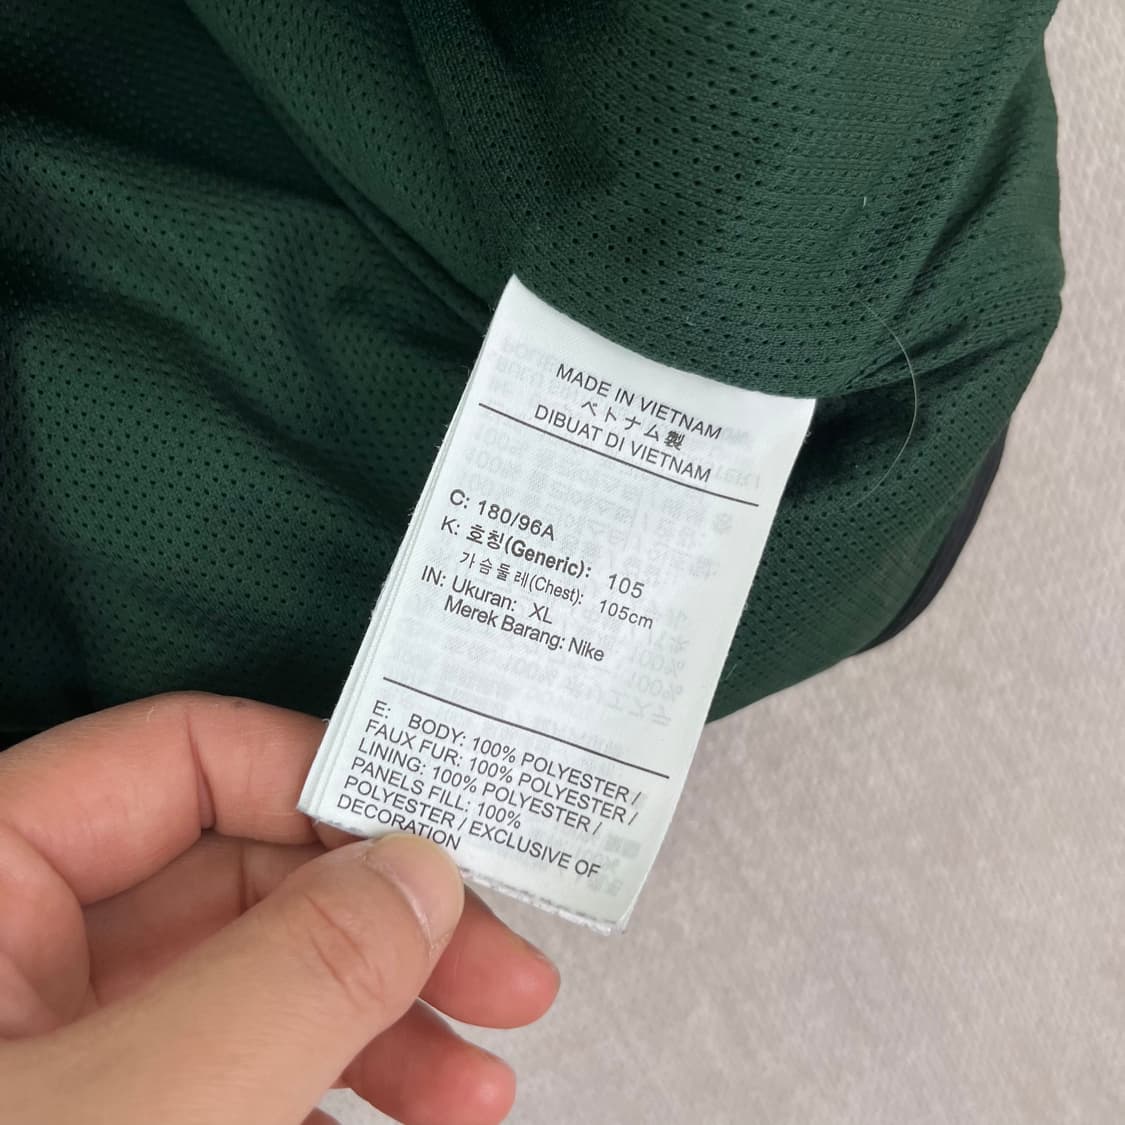 MADE IN VIETNAM
ベトナム製
DIBUAT DI VIETNAM
C: 180/96A
K: 호칭(Generic): 105
가슴둘레(Chest): 105cm
IN: Ukuran: XL
Merek Barang: Nike
E: BODY: 100% POLYESTER /
FAUX FUR: 100% POLYESTER /
LINING: 100% POLYESTER /
PANELS FILL: 100%
POLYESTER / EXCLUSIVE OF
DECORATION